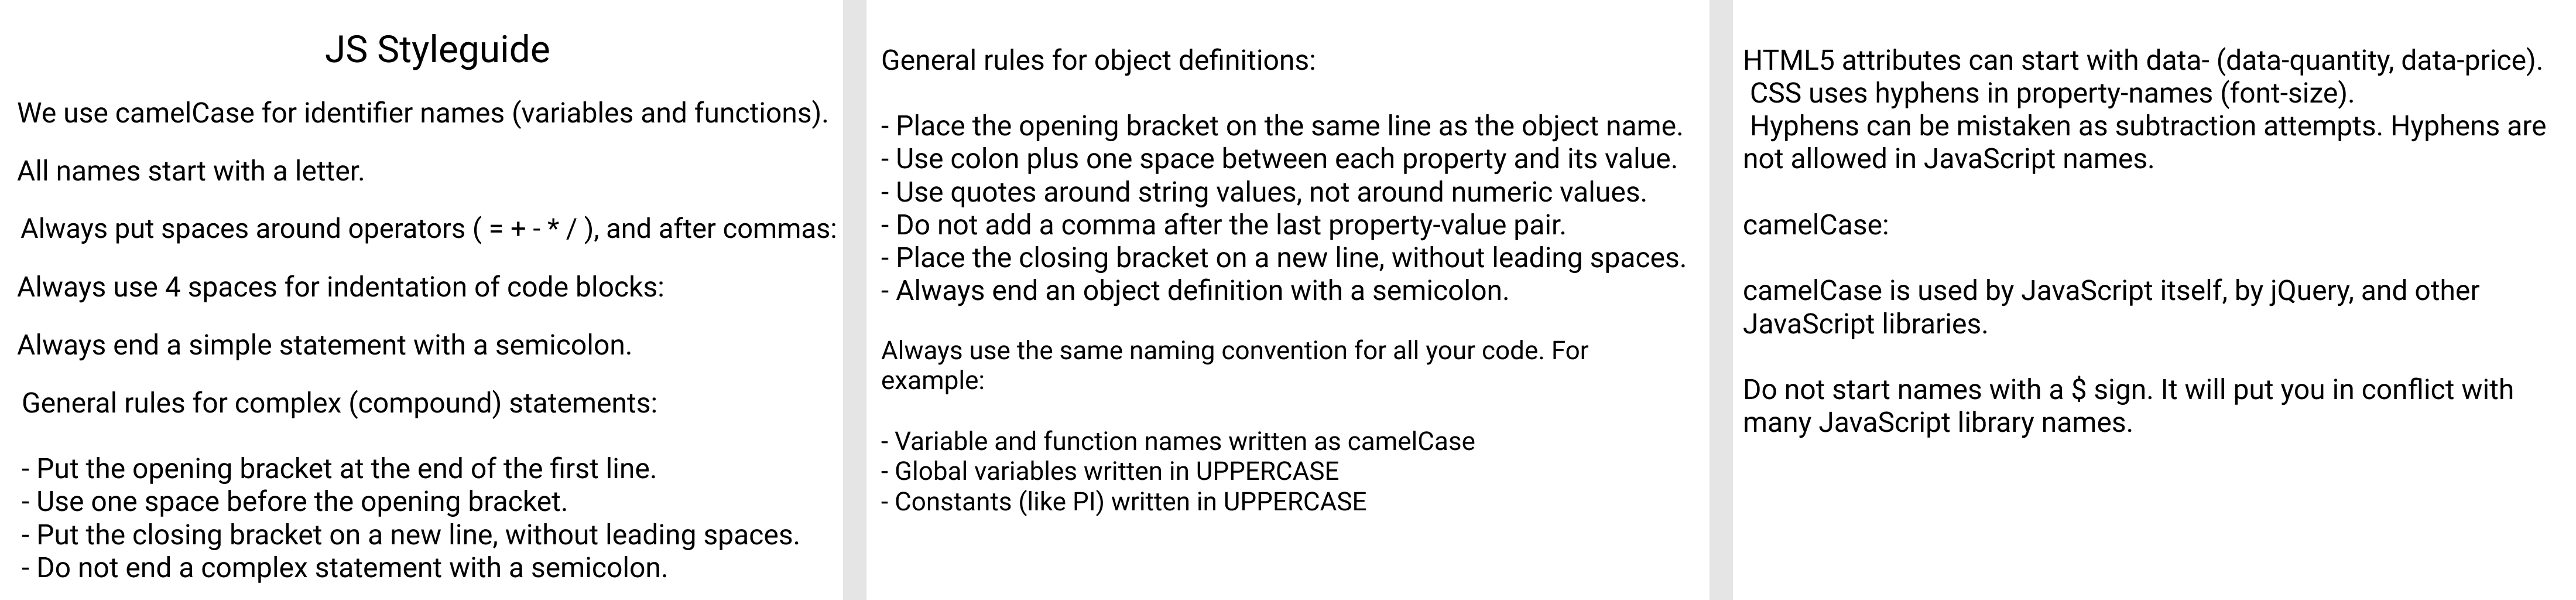 JS Styleguide
We use camelCase for identifier names (variables and functions).
All names start with a letter.
Always put spaces around operators ( = + - * / ), and after commas:
Always use 4 spaces for indentation of code blocks:
Always end a simple statement with a semicolon.
General rules for complex (compound) statements:
- Put the opening bracket at the end of the first line.
- Use one space before the opening bracket.
- Put the closing bracket on a new line, without leading spaces.
- Do not end a complex statement with a semicolon.
General rules for object definitions:
- Place the opening bracket on the same line as the object name.
- Use colon plus one space between each property and its value.
- Use quotes around string values, not around numeric values.
- Do not add a comma after the last property-value pair.
- Place the closing bracket on a new line, without leading spaces.
- Always end an object definition with a semicolon.
Always use the same naming convention for all your code. For
example:
- Variable and function names written as camelCase
- Global variables written in UPPERCASE
- Constants (like PI) written in UPPERCASE
HTML5 attributes can start with data- (data-quantity, data-price).
CSS uses hyphens in property-names (font-size).
Hyphens can be mistaken as subtraction attempts. Hyphens are
not allowed in JavaScript names.
camelCase:
camelCase is used by JavaScript itself, by jQuery, and other
JavaScript libraries.
Do not start names with a $ sign. It will put you in conflict with
many JavaScript library names.